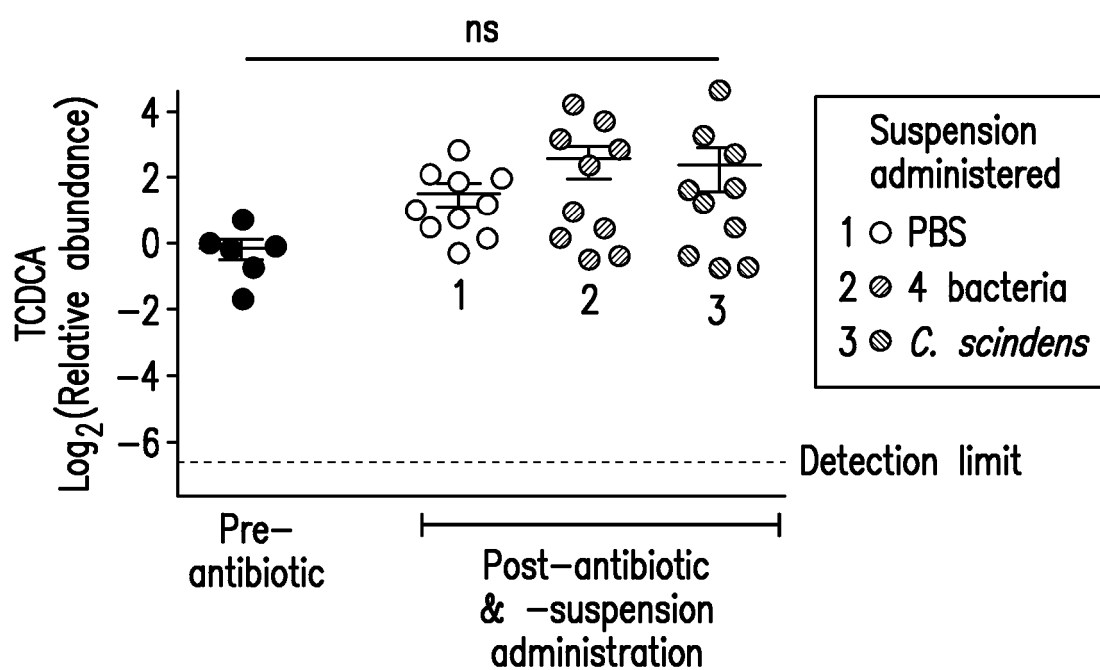 ns
TCDCA
Log2(Relative abundance)
4
2
0
−2
−4
−6
1
2
3
Detection limit
Pre−
antibiotic
Post−antibiotic
& −suspension
administration
Suspension
administered
1 PBS
2 4 bacteria
3 C. scindens